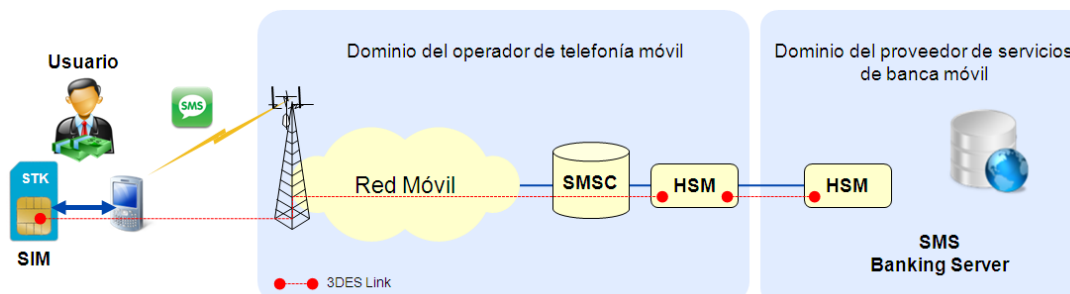 Usuario
SMS
STK
SIM
Dominio del operador de telefonía móvil
Red Móvil
SMSC
HSM
3DES Link
Dominio del proveedor de servicios
de banca móvil
HSM
SMS
Banking Server